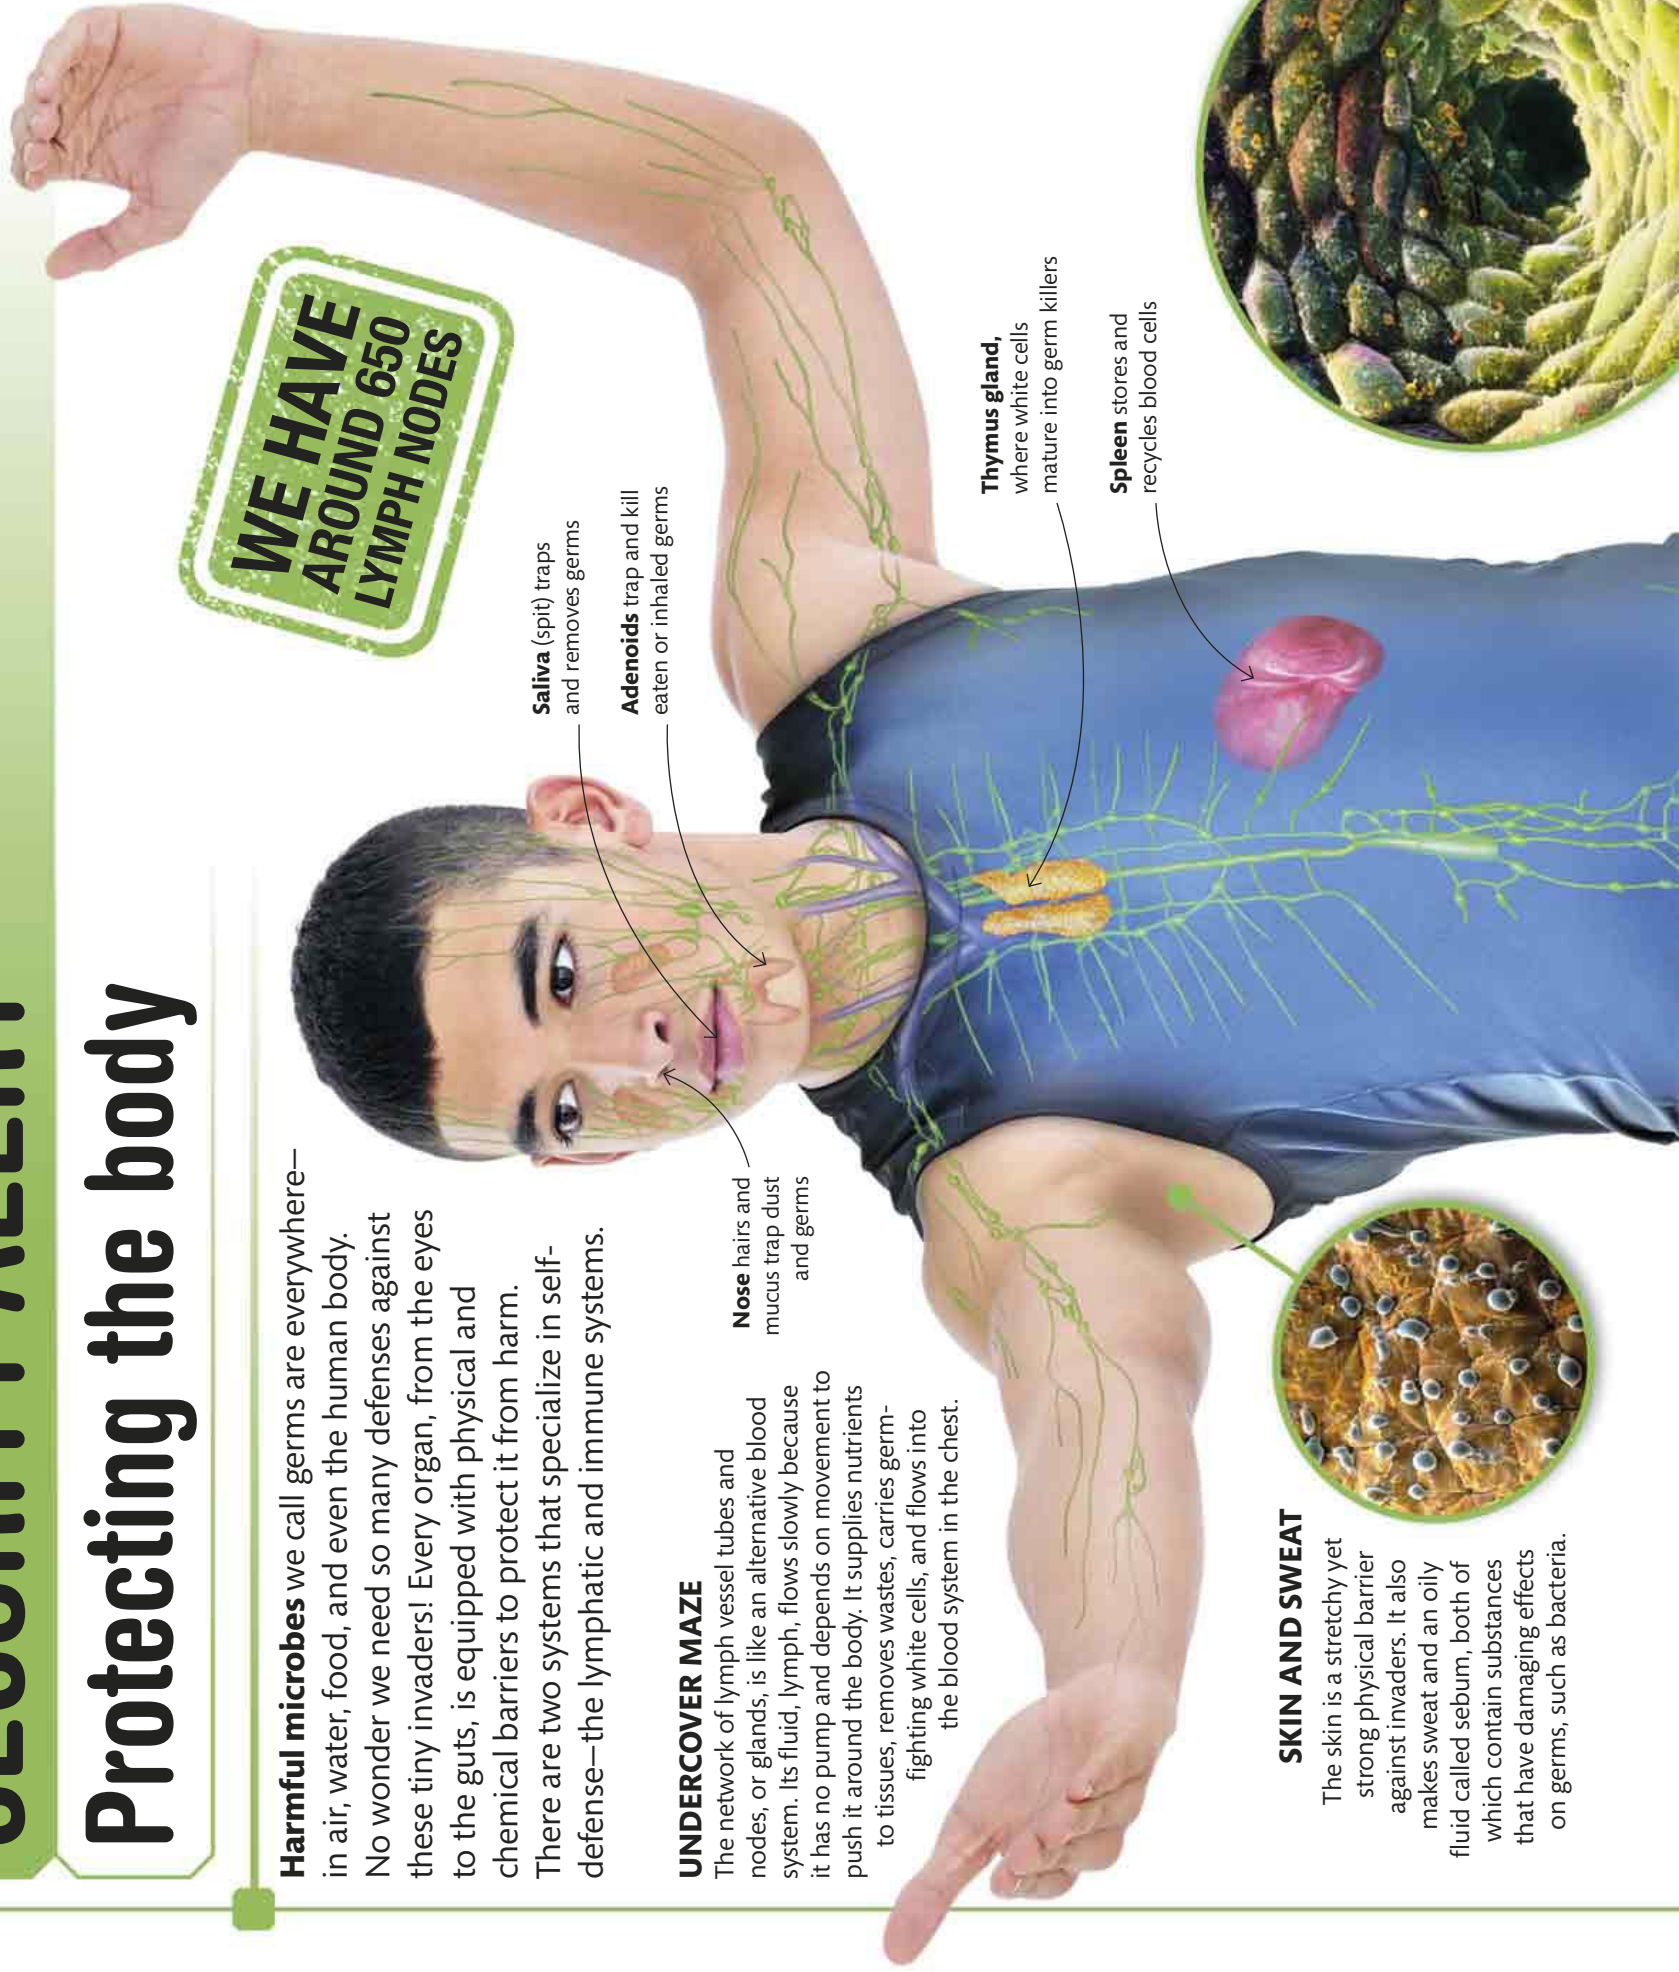 Protecting the body
Harmful microbes we call germs are everywhere—
in air, water, food, and even the human body.
No wonder we need so many defenses against
these tiny invaders! Every organ, from the eyes
to the guts, is equipped with physical and
chemical barriers to protect it from harm.
There are two systems that specialize in self-
defense—the lymphatic and immune systems.
WE HAVE
AROUND 650
LYMPH NODES
Saliva (spit) traps
and removes germs
Adenoids trap and kill
eaten or inhaled germs
Nose hairs and
mucus trap dust
and germs
UNDERCOVER MAZE
The network of lymph vessel tubes and
nodes, or glands, is like an alternative blood
system. Its fluid, lymph, flows slowly because
it has no pump and depends on movement to
push it around the body. It supplies nutrients
to tissues, removes wastes, carries germ-
fighting white cells, and flows into
the blood system in the chest.
Thymus gland,
where white cells
mature into germ killers
Spleen stores and
recycles blood cells
SKIN AND SWEAT
The skin is a stretchy yet
strong physical barrier
against invaders. It also
makes sweat and an oily
fluid called sebum, both of
which contain substances
that have damaging effects
on germs, such as bacteria.